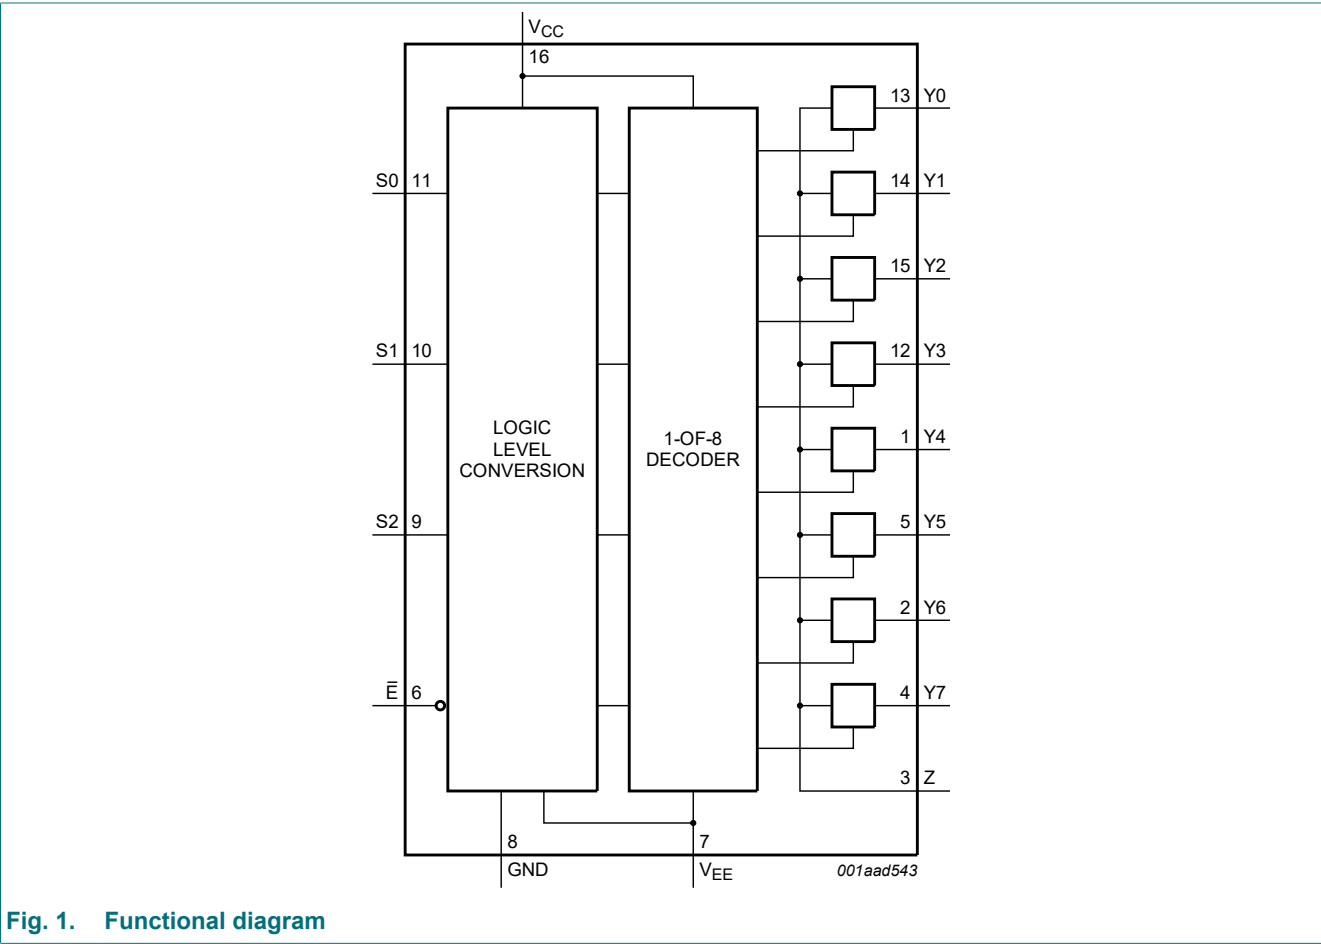 VCC
16
13 Y0
S0 11
14 Y1
15 Y2
S1 10
12 Y3
LOGIC
LEVEL
CONVERSION
1-OF-8
DECODER
1 Y4
S2 9
5 Y5
2 Y6
E̅ 6
4 Y7
3 Z
8
7
GND
VEE
001aad543
Fig. 1. Functional diagram